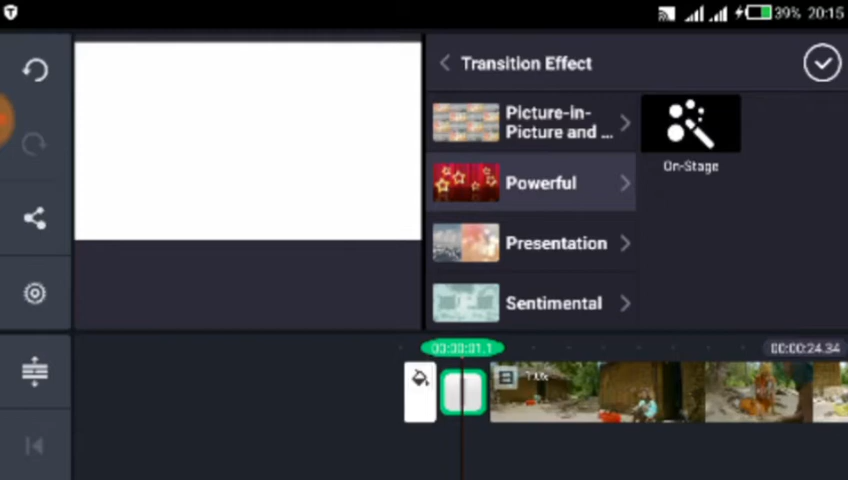 39% 20:15
Transition Effect
Picture-in-
Picture and ...
On-Stage
Powerful
Presentation
Sentimental
00:00:01.1
00:00:24.34